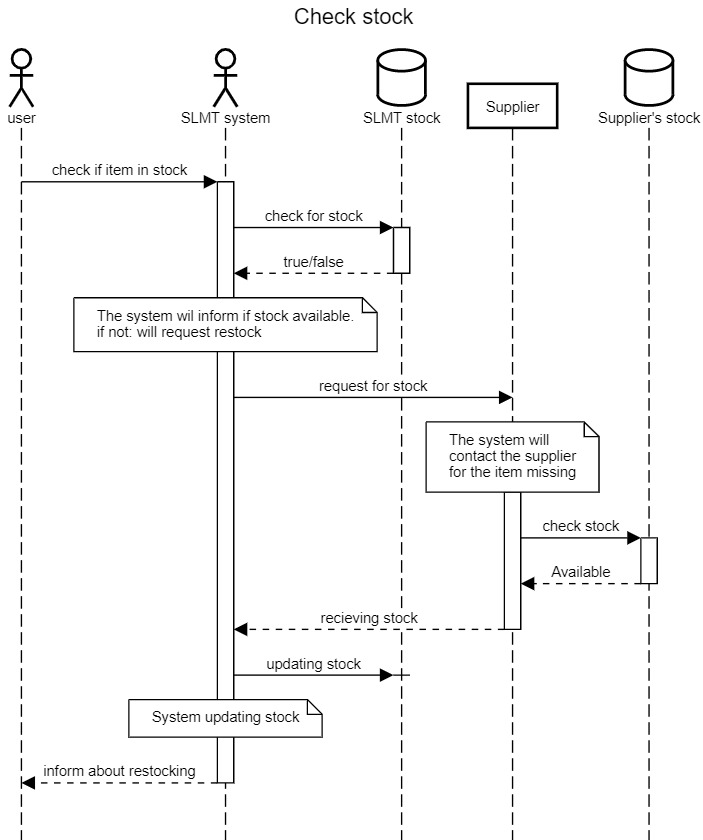 Check stock
user
SLMT system
SLMT stock
Supplier
Supplier's stock
check if item in stock
check for stock
true/false
The system wil inform if stock available.
if not: will request restock
request for stock
The system will
contact the supplier
for the item missing
check stock
Available
recieving stock
updating stock
System updating stock
inform about restocking